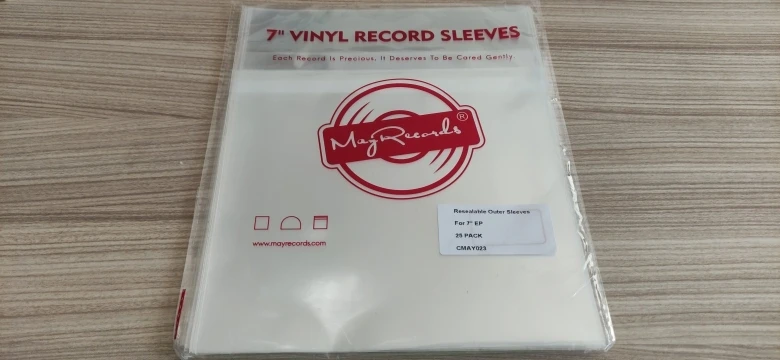 7" VINYL RECORD SLEEVES
Each Record Is Precious, It Deserves To Be Cared Gently
MayRecords®
Resealable Outer Sleeves
For 7" EP
25 PACK
CMAY023
www.mayrecords.com